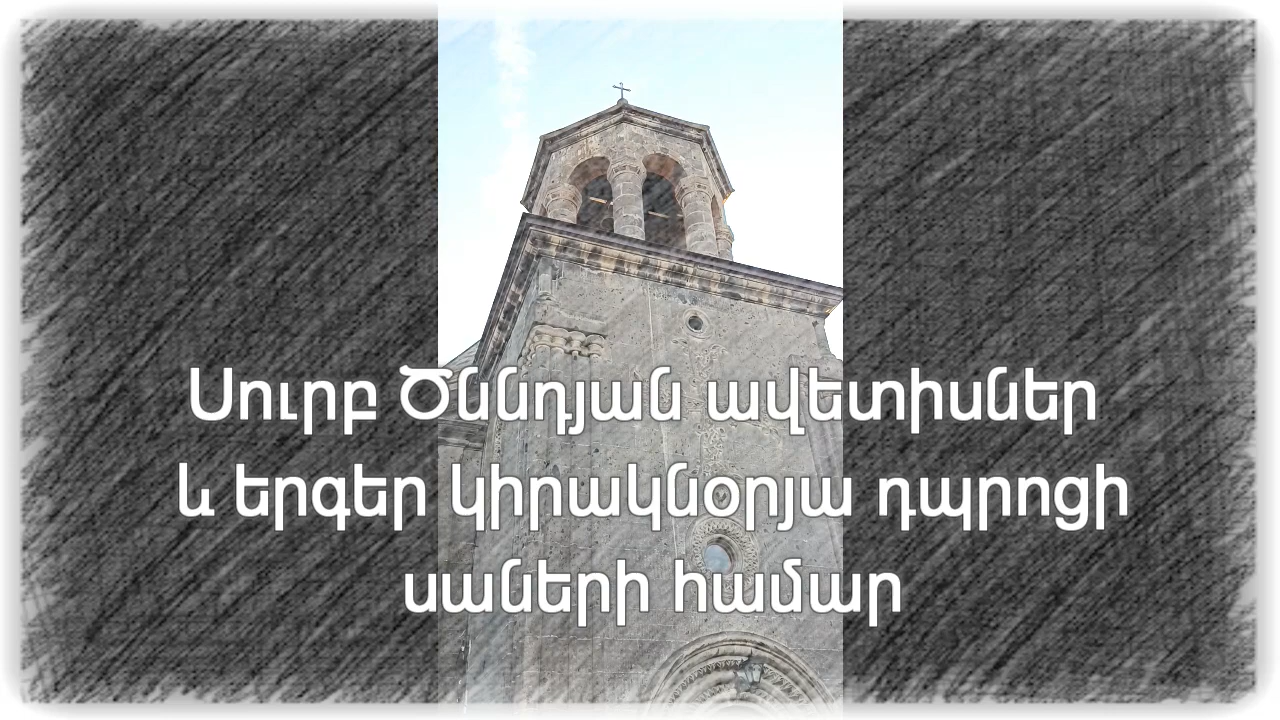 Սուրբ Ծննդյան ավետիսներ
և երգեր կիրակնօրյա դպրոցի
սաների համար